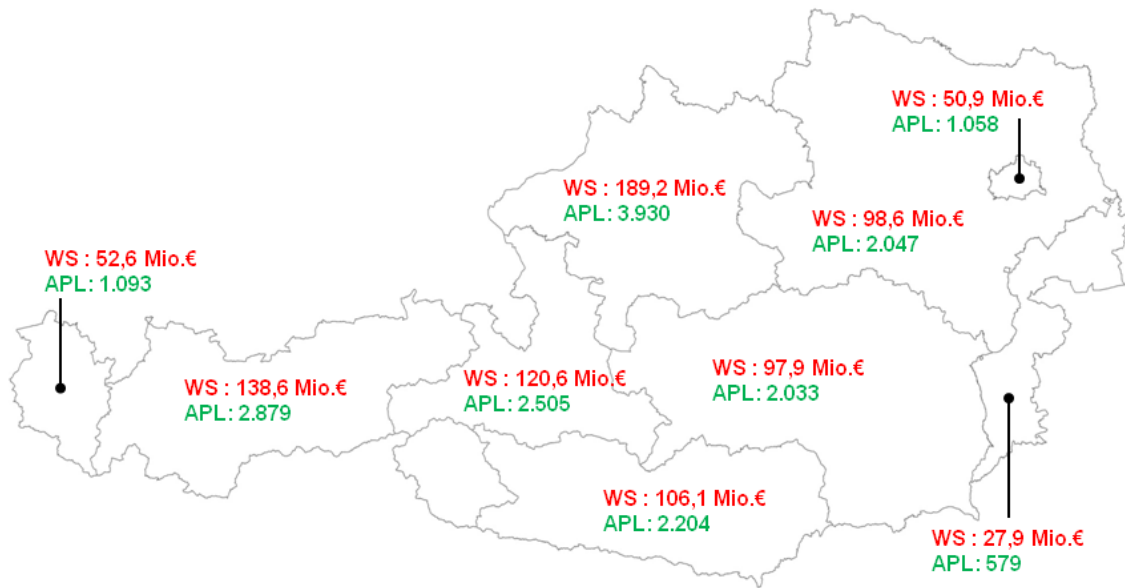 WS : 50,9 Mio.€
APL: 1.058
WS : 189,2 Mio.€
APL: 3.930
WS : 98,6 Mio.€
APL: 2.047
WS : 52,6 Mio.€
APL: 1.093
WS : 97,9 Mio.€
APL: 2.033
WS : 120,6 Mio.€
APL: 2.505
WS : 138,6 Mio.€
APL: 2.879
WS : 106,1 Mio.€
APL: 2.204
WS : 27,9 Mio.€
APL: 579